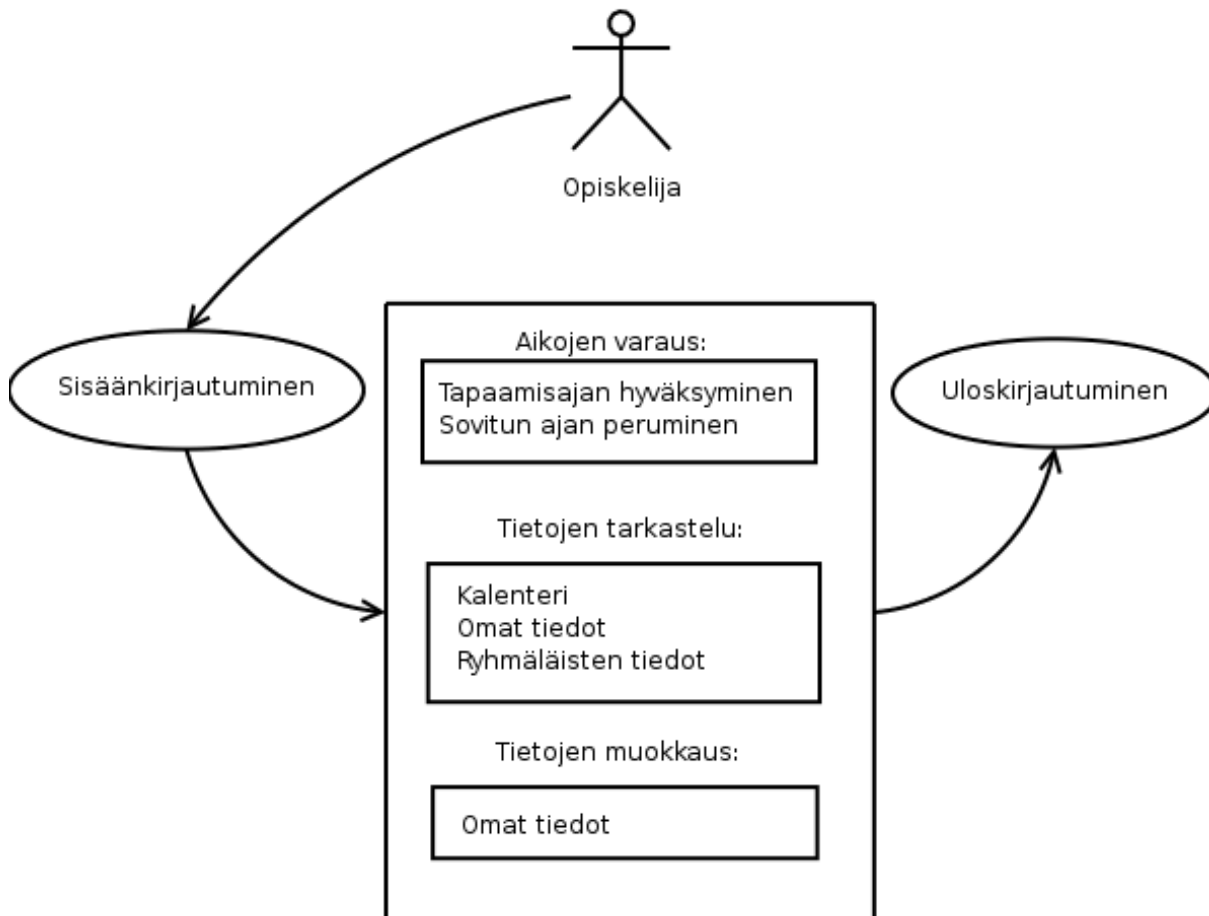 Opiskelija
Sisäänkirjautuminen
Aikojen varaus:
Tapaamisajan hyväksyminen
Sovitun ajan peruminen
Tietojen tarkastelu:
Kalenteri
Omat tiedot
Ryhmäläisten tiedot
Tietojen muokkaus:
Omat tiedot
Uloskirjautuminen